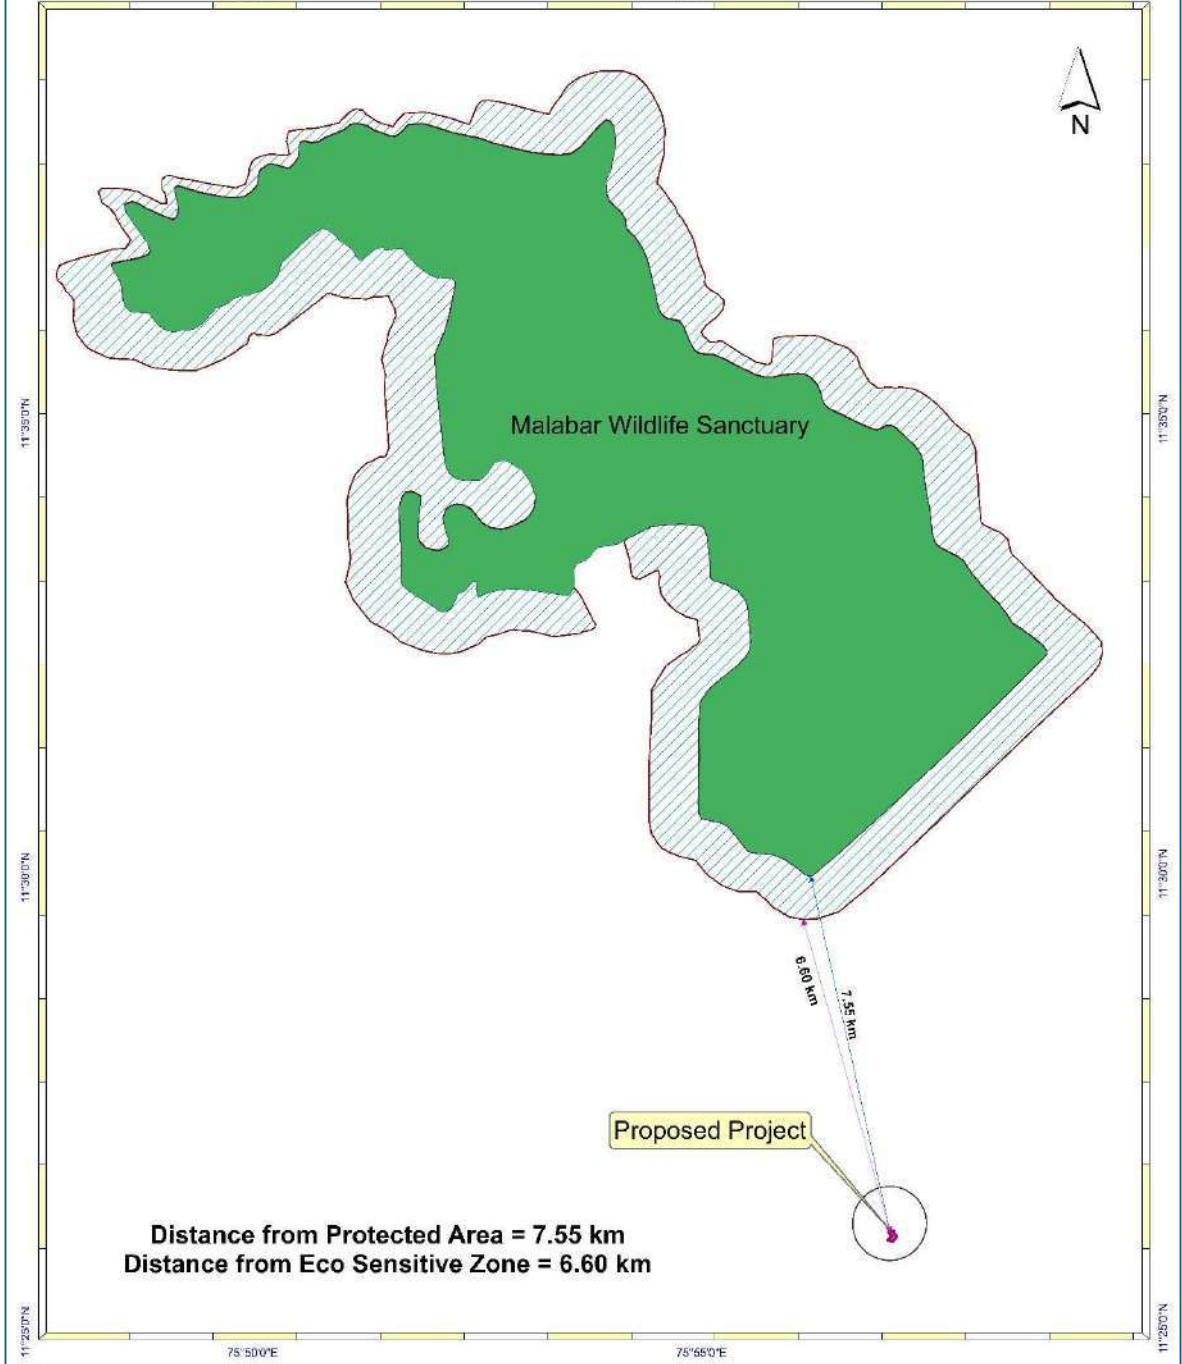 N
Malabar Wildlife Sanctuary
11°35'0"N
11°35'0"N
11°30'0"N
11°30'0"N
6.60 km
7.55 km
Proposed Project
Distance from Protected Area = 7.55 km
Distance from Eco Sensitive Zone = 6.60 km
11°25'0"N
11°25'0"N
75°50'0"E
75°55'0"E